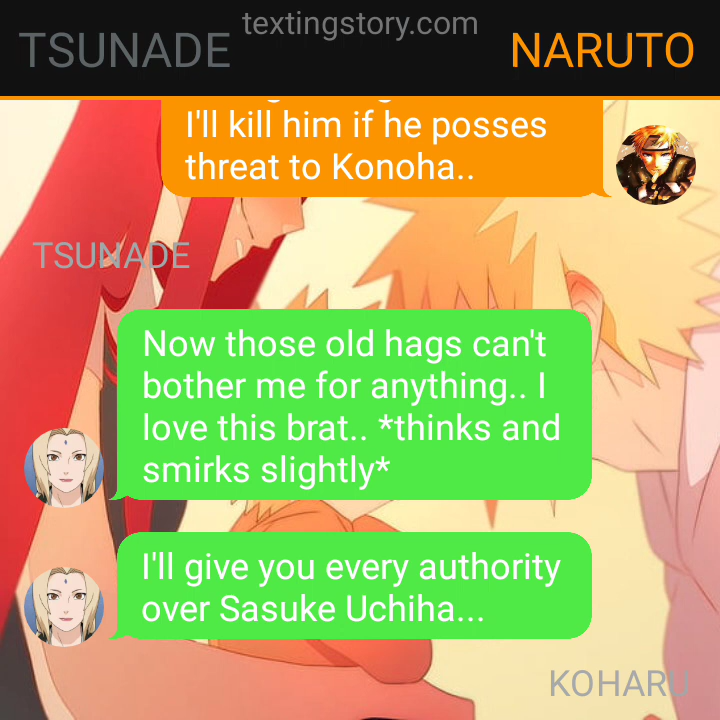 textingstory.com
TSUNADE
NARUTO
I'll kill him if he posses
threat to Konoha..
TSUNADE
Now those old hags can't
bother me for anything.. I
love this brat.. *thinks and
smirks slightly*
I'll give you every authority
over Sasuke Uchiha...
KOHARU